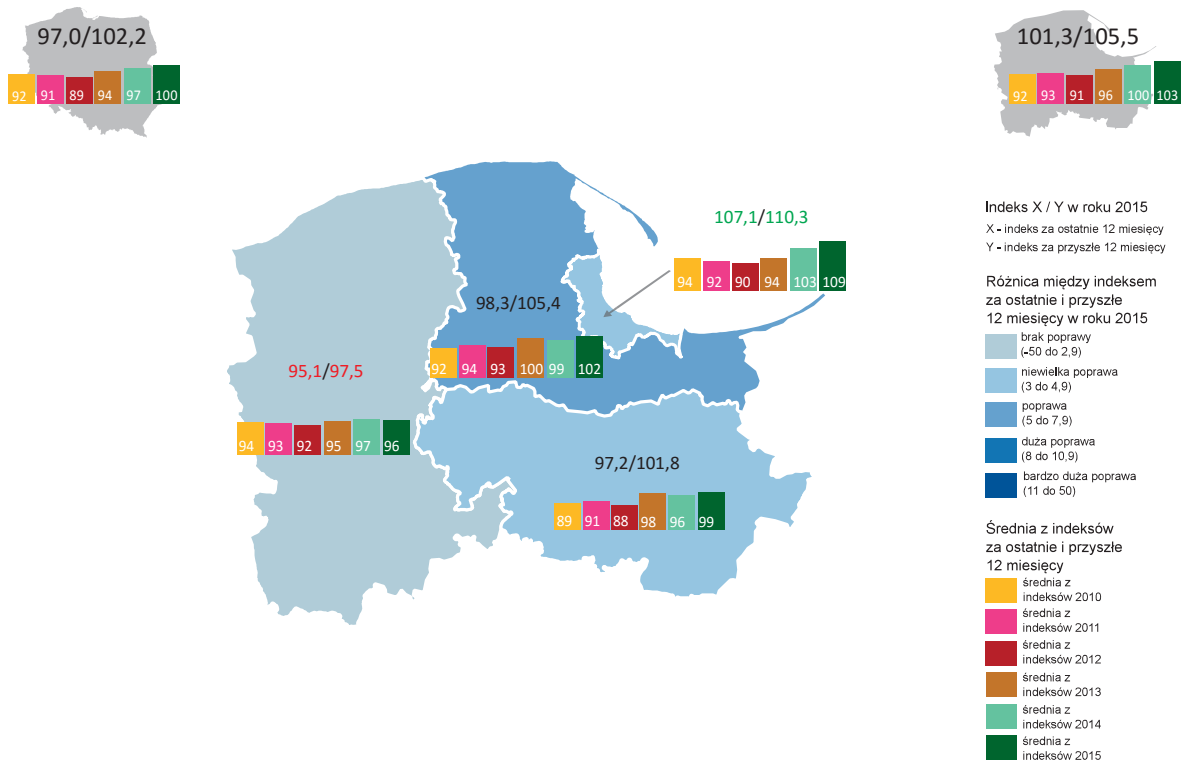 97,0/102,2
92 91 89 94 97 100
101,3/105,5
92 93 91 96 100 103
107,1/110,3
94 92 90 94 103 109
98,3/105,4
92 94 93 100 99 102
95,1/97,5
94 93 92 95 97 96
97,2/101,8
89 91 88 98 96 99
Indeks X / Y w roku 2015
X - indeks za ostatnie 12 miesięcy
Y - indeks za przyszłe 12 miesięcy
Różnica między indeksem
za ostatnie i przyszłe
12 miesięcy w roku 2015
brak poprawy
(-50 do 2,9)
niewielka poprawa
(3 do 4,9)
poprawa
(5 do 7,9)
duża poprawa
(8 do 10,9)
bardzo duża poprawa
(11 do 50)
Średnia z indeksów
za ostatnie i przyszłe
12 miesięcy
średnia z
indeksów 2010
średnia z
indeksów 2011
średnia z
indeksów 2012
średnia z
indeksów 2013
średnia z
indeksów 2014
średnia z
indeksów 2015